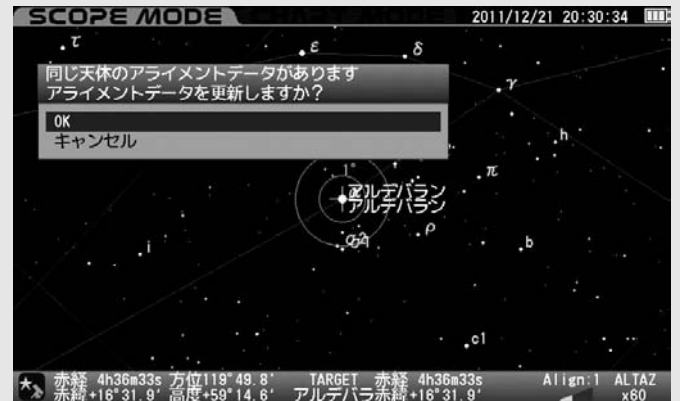 SCOPE MODE
CHART MODE
2011/12/21 20:30:34
τ
ε
δ
同じ天体のアライメントデータがあります
アライメントデータを更新しますか？
OK
キャンセル
γ
h
1°
π
アルデバラン
アルデバラン
ρ
i
b
c1
赤経 4h36m33s 方位119°49.8' TARGET 赤経 4h36m33s Align:1 ALTAZ
赤緯+16°31.9' 高度+59°14.6' アルデバラ赤緯+16°31.9' x60